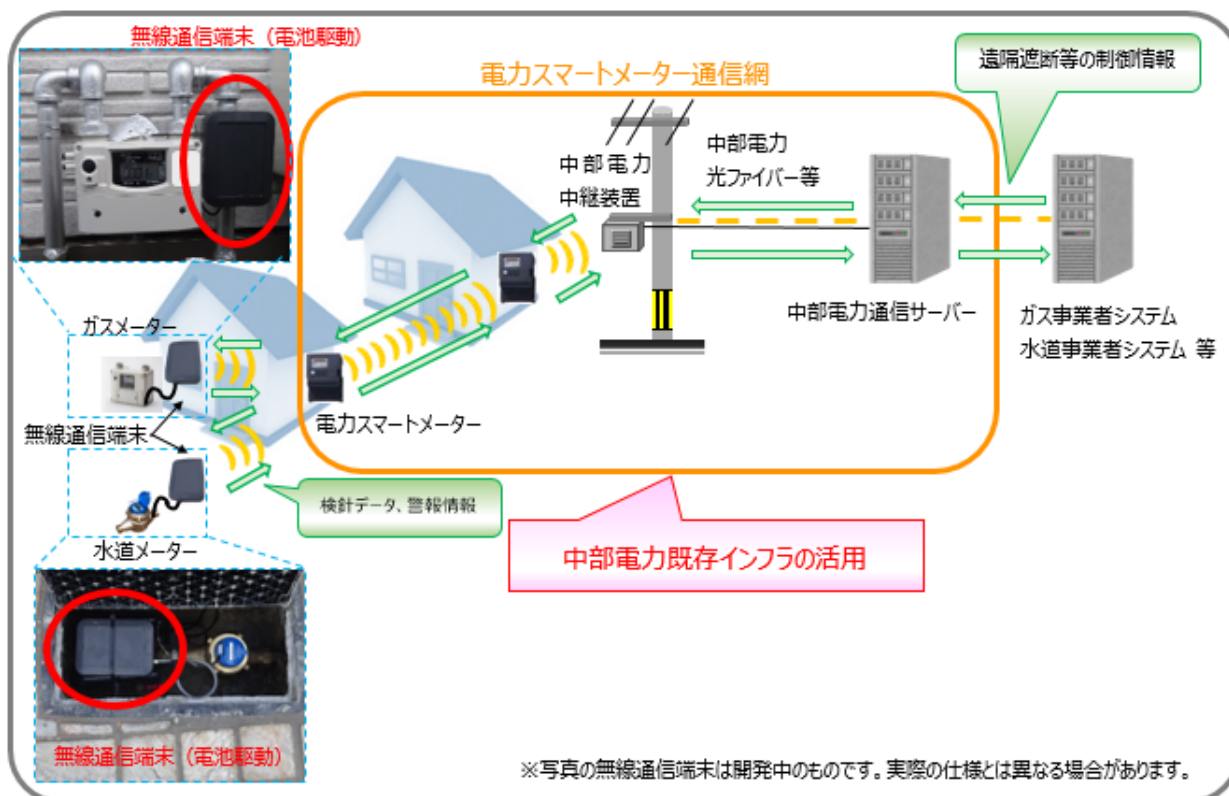 無線通信端末（電池駆動）
電力スマートメーター通信網
遠隔遮断等の制御情報
中部電力
中継装置
中部電力
光ファイバー等
中部電力通信サーバー
ガス事業者システム
水道事業者システム 等
ガスメーター
電力スマートメーター
無線通信端末
検針データ、警報情報
水道メーター
中部電力既存インフラの活用
無線通信端末（電池駆動）
※写真の無線通信端末は開発中のものです。実際の仕様とは異なる場合があります。